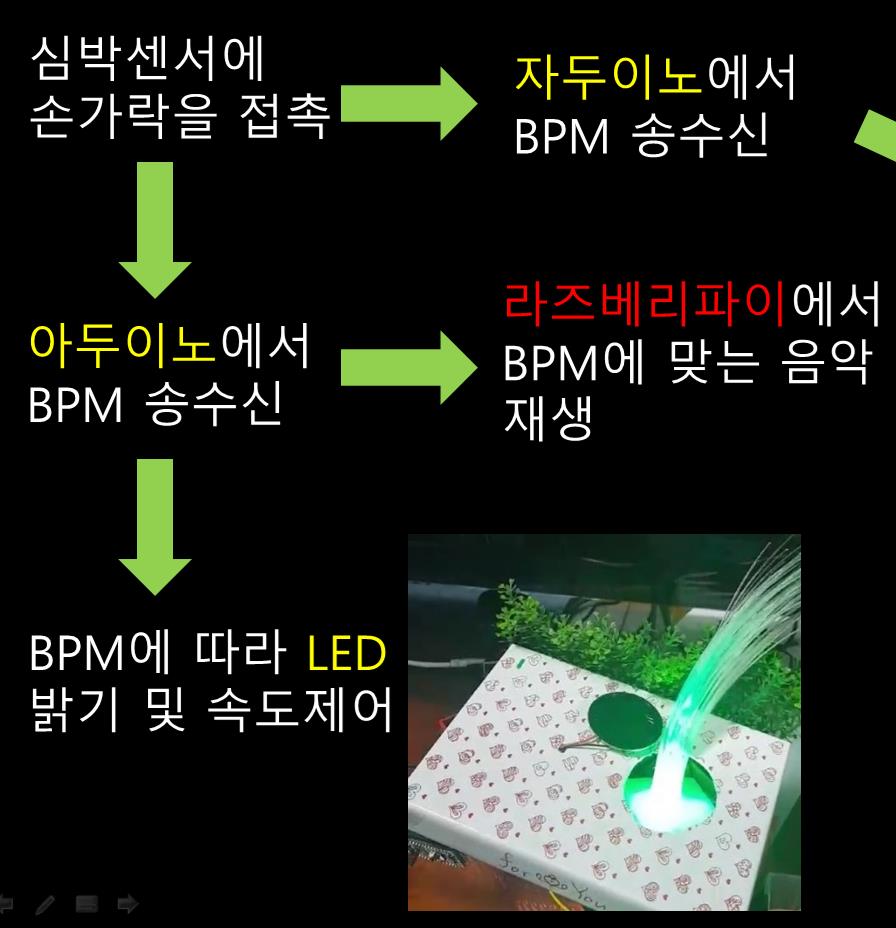 심박센서에
손가락을 접촉
자두이노에서
BPM 송수신
아두이노에서
BPM 송수신
라즈베리파이에서
BPM에 맞는 음악
재생
BPM에 따라 LED
밝기 및 속도제어
for You